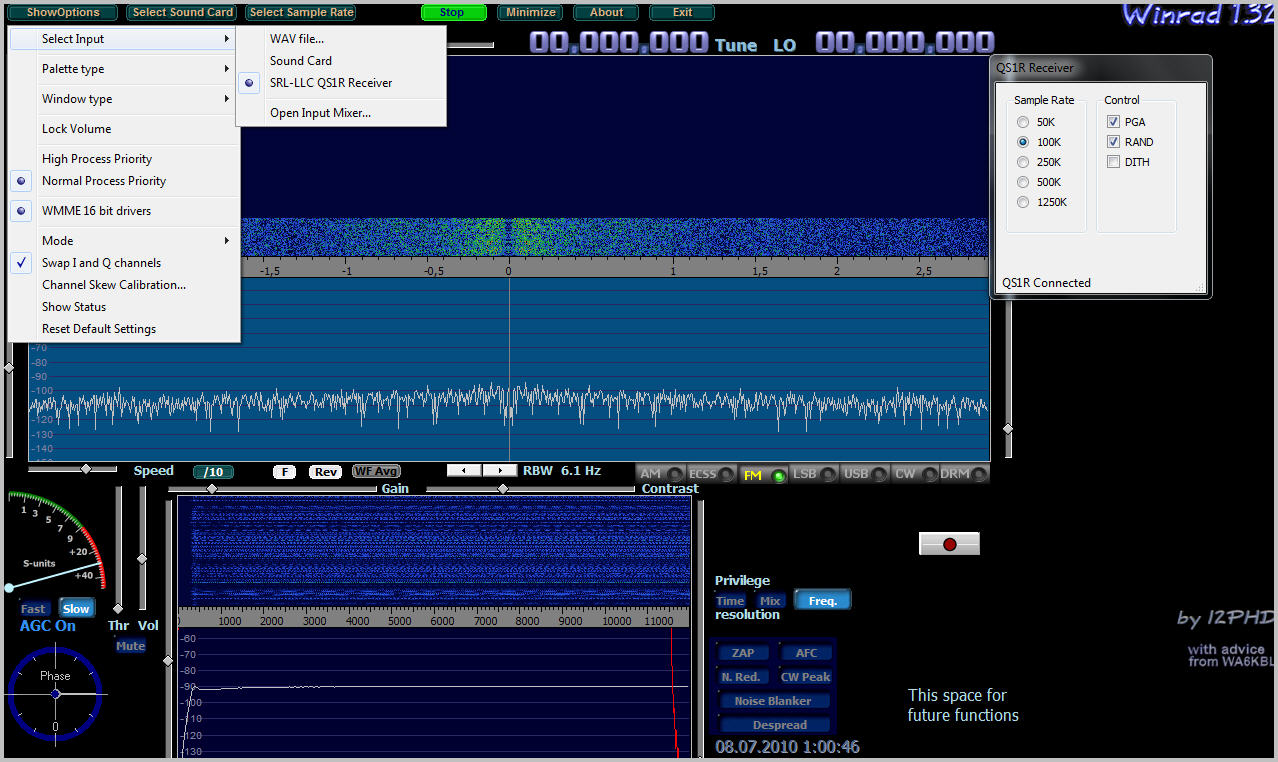 ShowOptions Select Sound Card Select Sample Rate Stop Minimize About Exit Winrad 1.32
00,000,000 Tune LO 00,000,000
Select Input
Palette type
Window type
Lock Volume
High Process Priority
Normal Process Priority
WMME 16 bit drivers
Mode
Swap I and Q channels
Channel Skew Calibration...
Show Status
Reset Default Settings
WAV file...
Sound Card
SRL-LLC QS1R Receiver
Open Input Mixer...
QS1R Receiver
Sample Rate
50K
100K
250K
500K
1250K
Control
PGA
RAND
DITH
QS1R Connected
-1,5 -1 -0,5 0 1 1,5 2 2,5
-70
-80
-90
-100
-110
-120
-130
-140
Speed /10 F Rev WF Avg RBW 6.1 Hz
AM ECSS FM LSB USB CW DRM
Gain Contrast
1 3 5 7 9 +20 +40
S-units
Fast Slow
AGC On
Thr Vol
Mute
Phase
0
1000 2000 3000 4000 5000 6000 7000 8000 9000 10000 11000
-60
-70
-80
-90
-100
-110
-120
-130
Privilege
Time Mix Freq.
resolution
ZAP AFC
N. Red. CW Peak
Noise Blanker
Despread
08.07.2010 1:00:46
by I2PHD
with advice
from WA6KBL
This space for
future functions